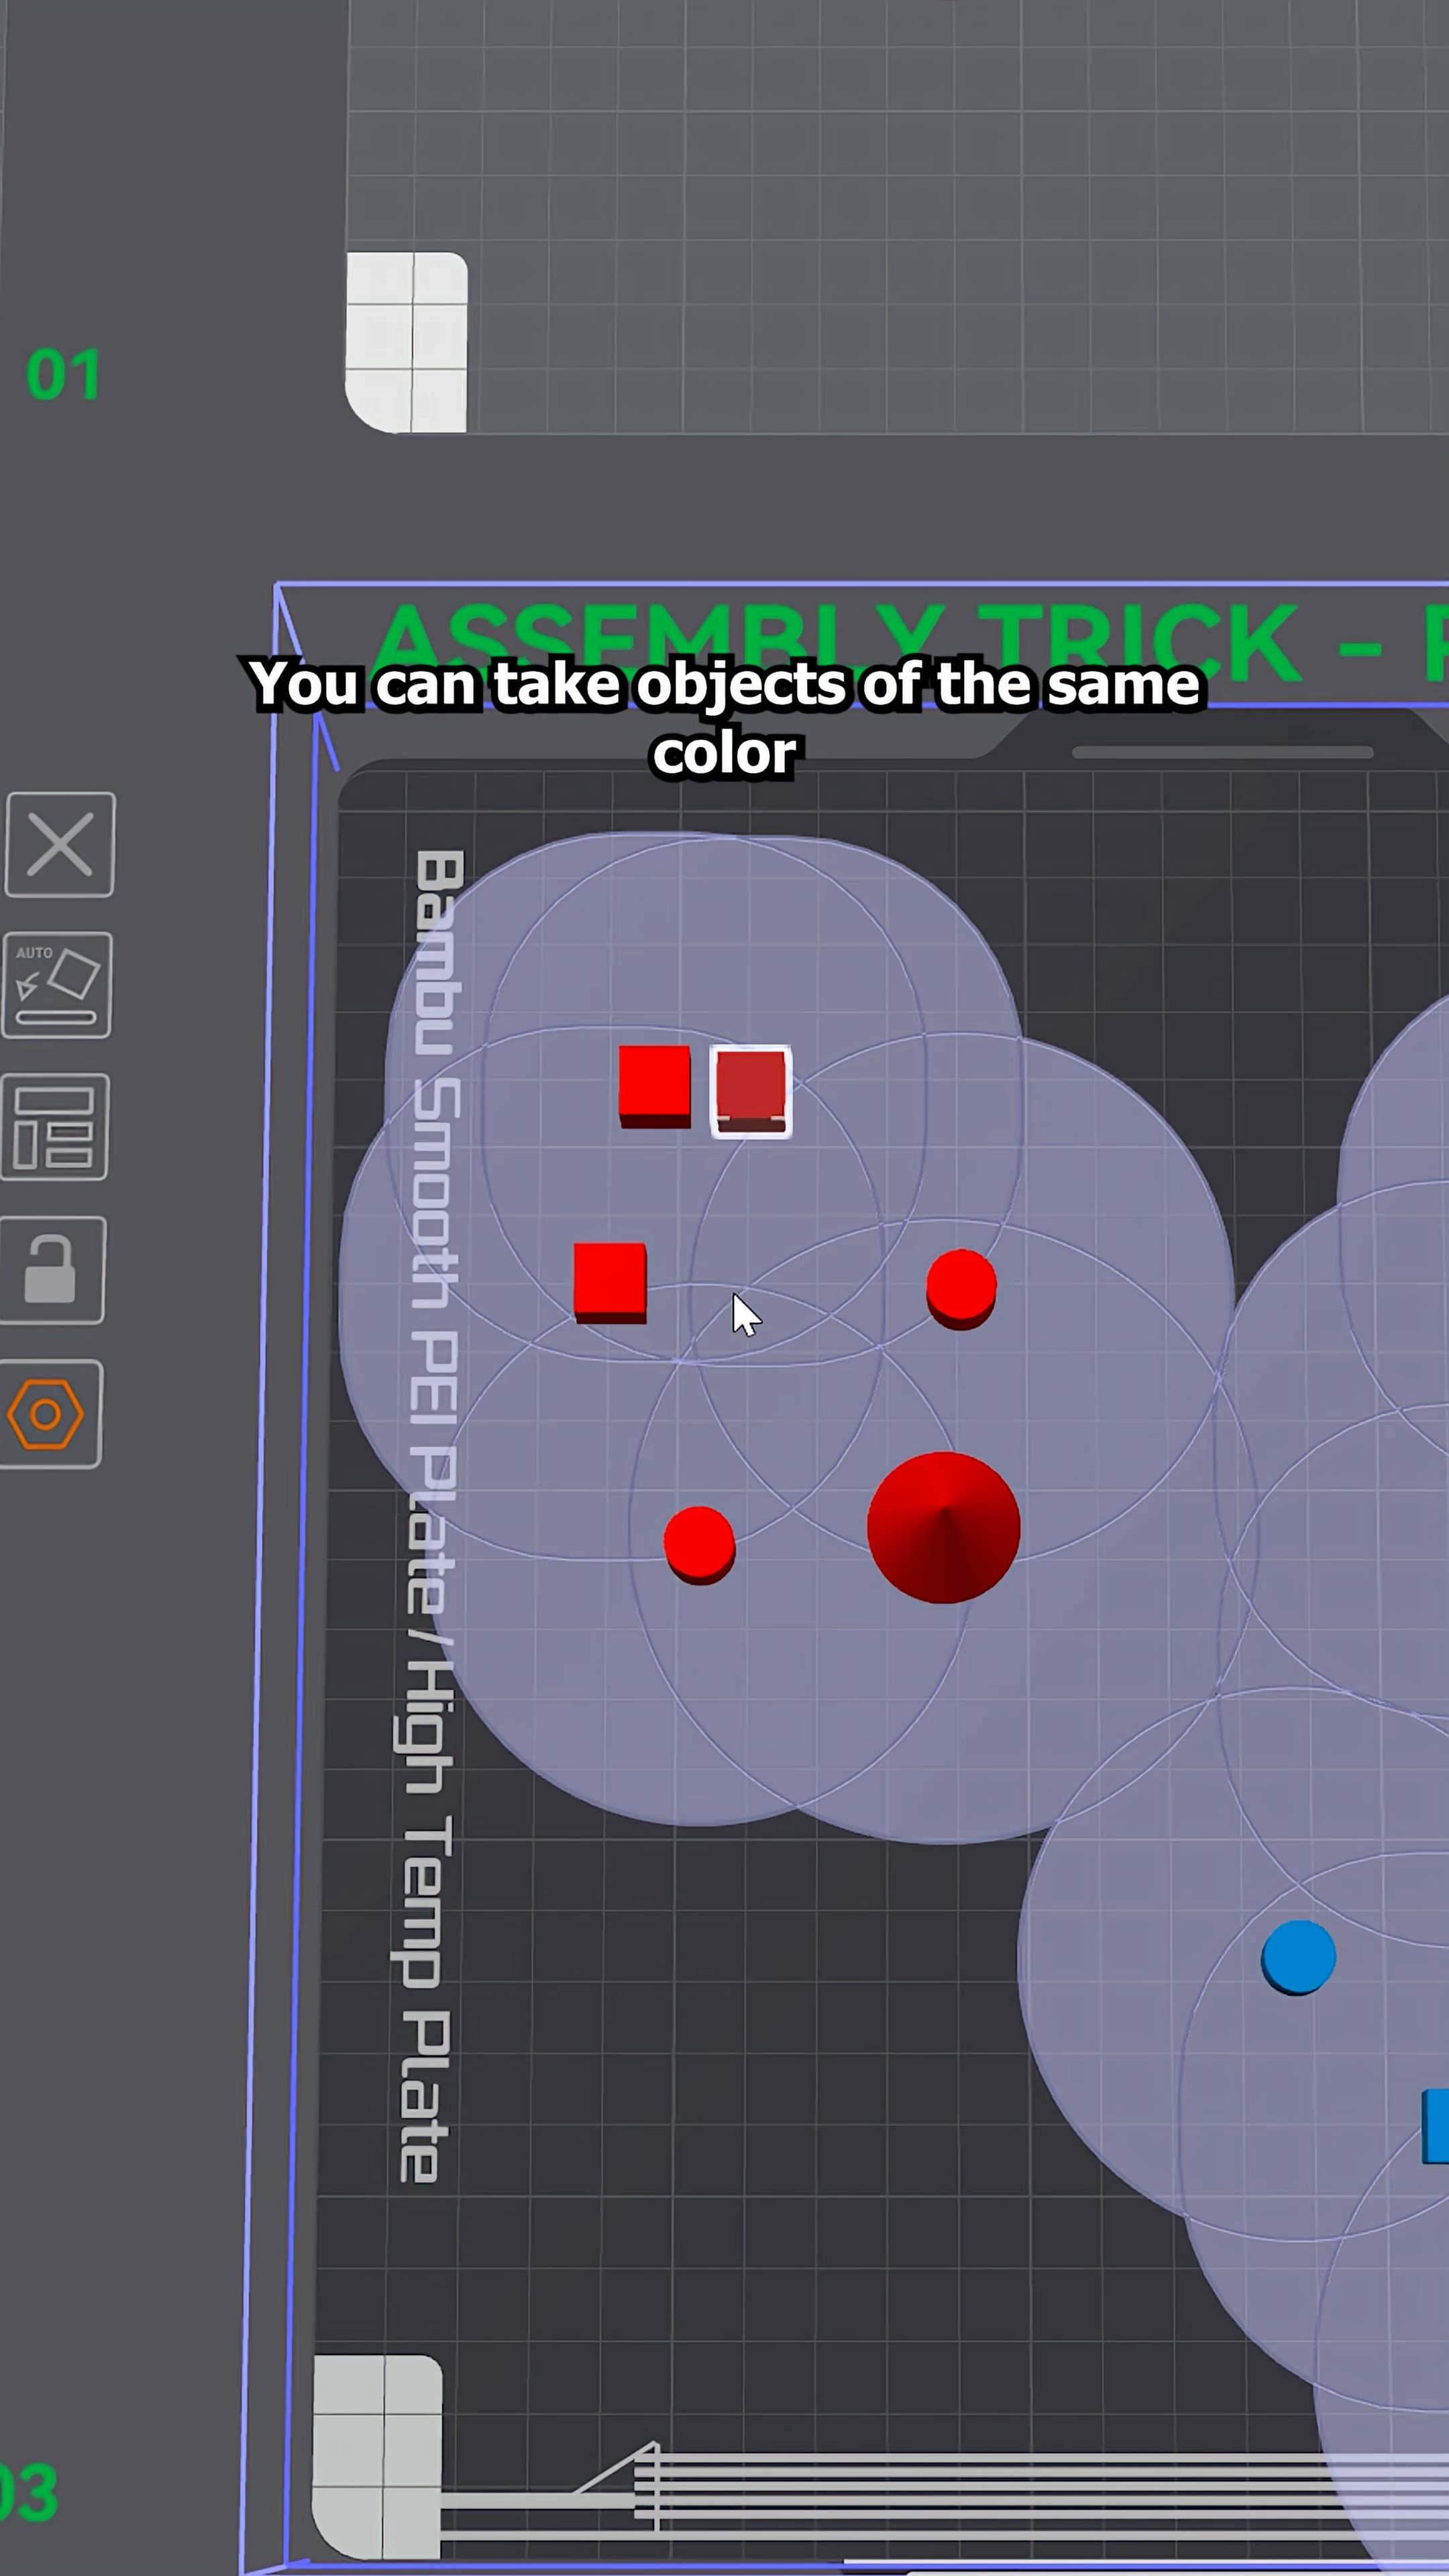 01
ASSEMBLY TRICK - 
You can take objects of the same
color
AUTO
Bambu Smooth PEI Plate / High Temp Plate
03